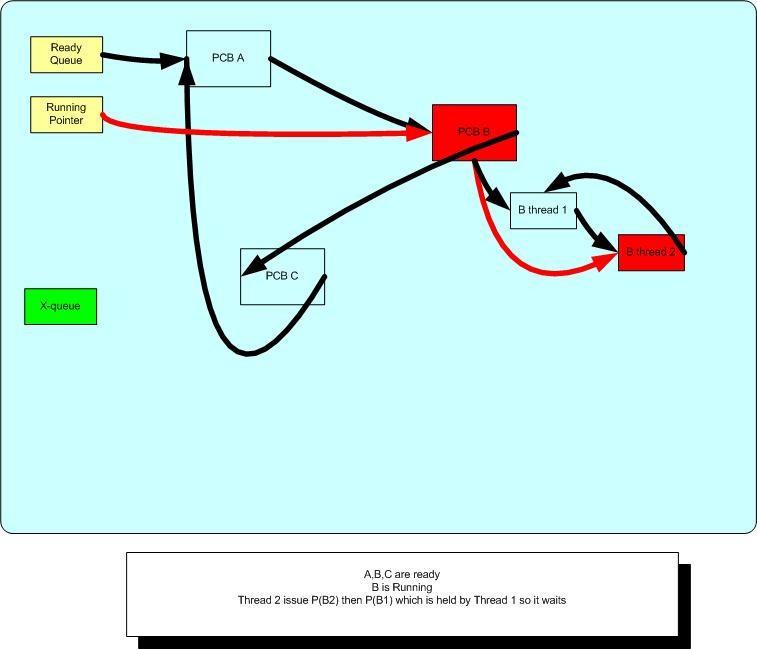 Ready
Queue
PCB A
Running
Pointer
PCB B
B thread 1
B thread 2
PCB C
X-queue
A,B,C are ready
B is Running
Thread 2 issue P(B2) then P(B1) which is held by Thread 1 so it waits